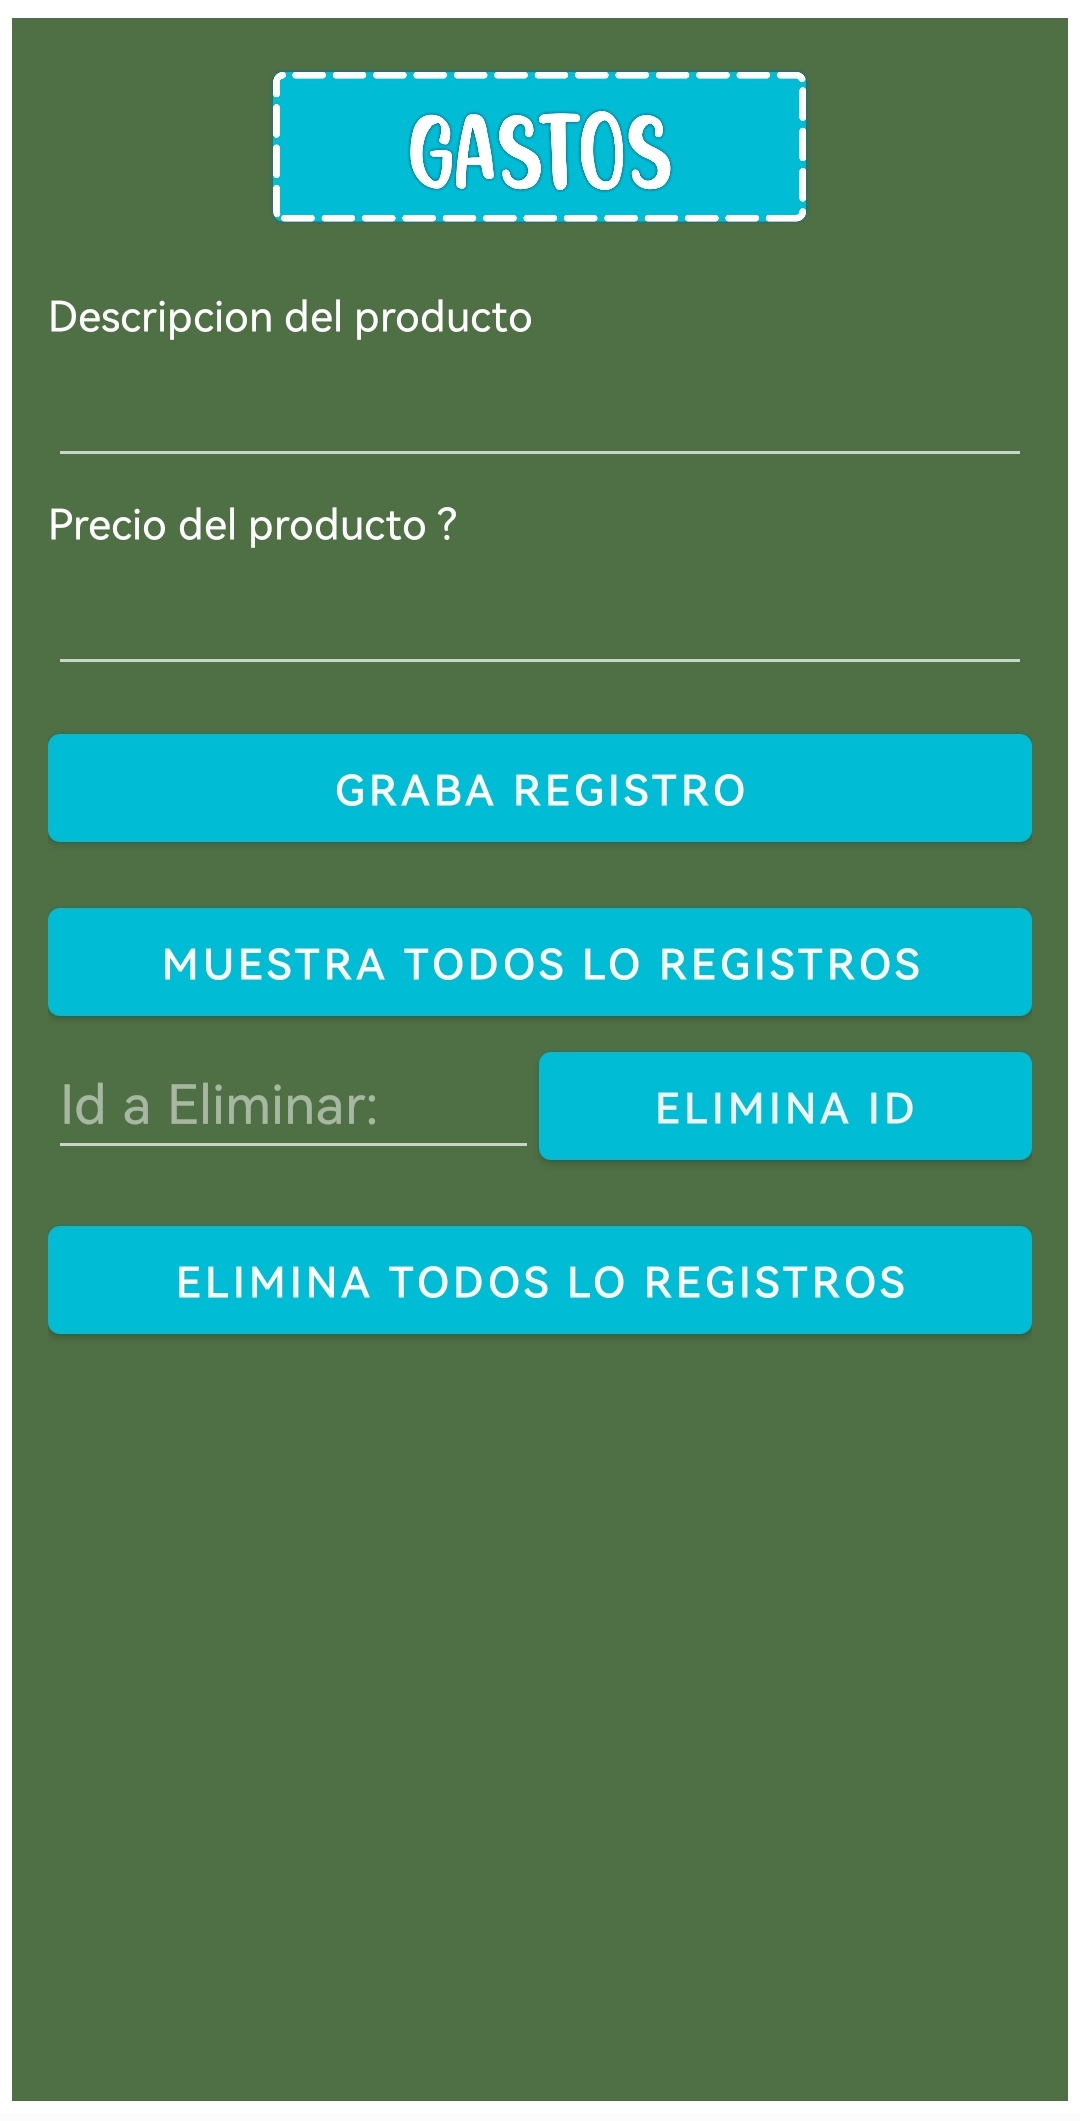 GASTOS
Descripcion del producto
Precio del producto ?
GRABA REGISTRO
MUESTRA TODOS LO REGISTROS
Id a Eliminar: ELIMINA ID
ELIMINA TODOS LO REGISTROS